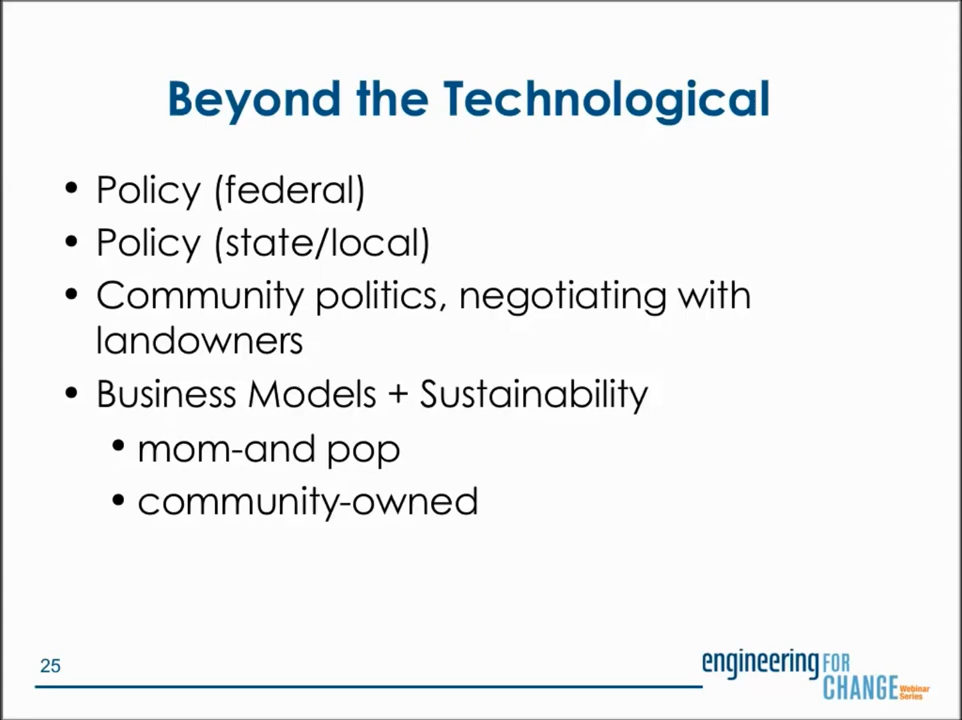 Beyond the Technological
• Policy (federal)
• Policy (state/local)
• Community politics, negotiating with
landowners
• Business Models + Sustainability
• mom-and pop
• community-owned
25
engineering FOR
CHANGE Webinar
Series